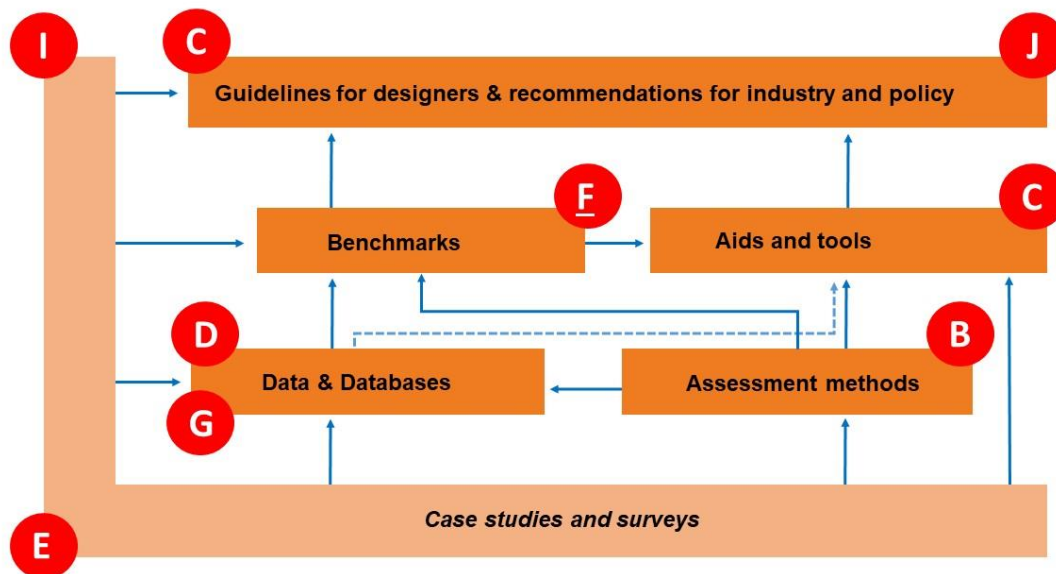 I
C
J
Guidelines for designers & recommendations for industry and policy
F
C
Benchmarks
Aids and tools
D
B
Data & Databases
Assessment methods
G
Case studies and surveys
E